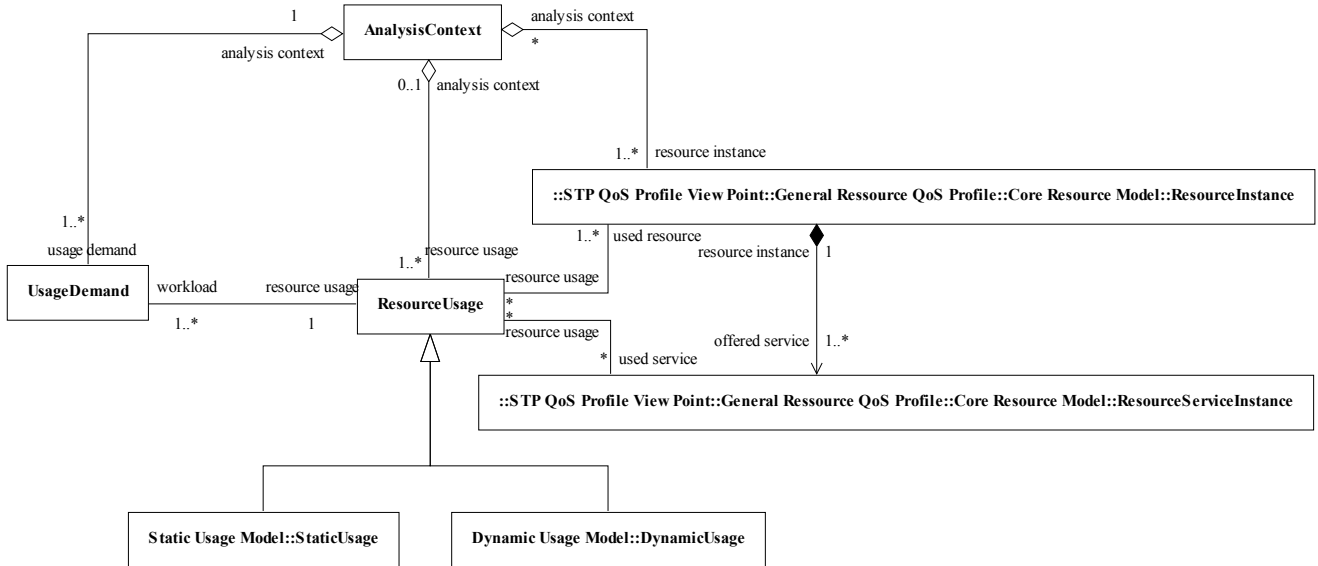 1
analysis context
AnalysisContext
analysis context
*
0..1
analysis context
1..*
resource instance
::STP QoS Profile View Point::General Ressource QoS Profile::Core Resource Model::ResourceInstance
1..*
usage demand
UsageDemand
workload
1..*
resource usage
1
resource usage
1..*
ResourceUsage
1..*
used resource
resource usage
*
*
resource usage
*
used service
resource instance
1
offered service
1..*
::STP QoS Profile View Point::General Ressource QoS Profile::Core Resource Model::ResourceServiceInstance
Static Usage Model::StaticUsage
Dynamic Usage Model::DynamicUsage